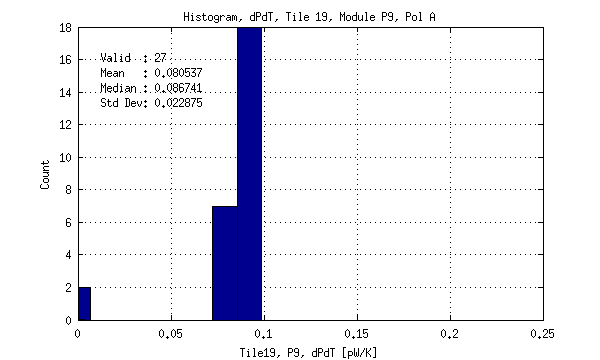 Histogram, dPdT, Tile 19, Module P9, Pol A
18
16
14
12
10
8
6
4
2
0
Valid : 27
Mean : 0.080537
Median : 0.086741
Std Dev: 0.022875
Count
0 0.05 0.1 0.15 0.2 0.25
Tile19, P9, dPdT [pW/K]